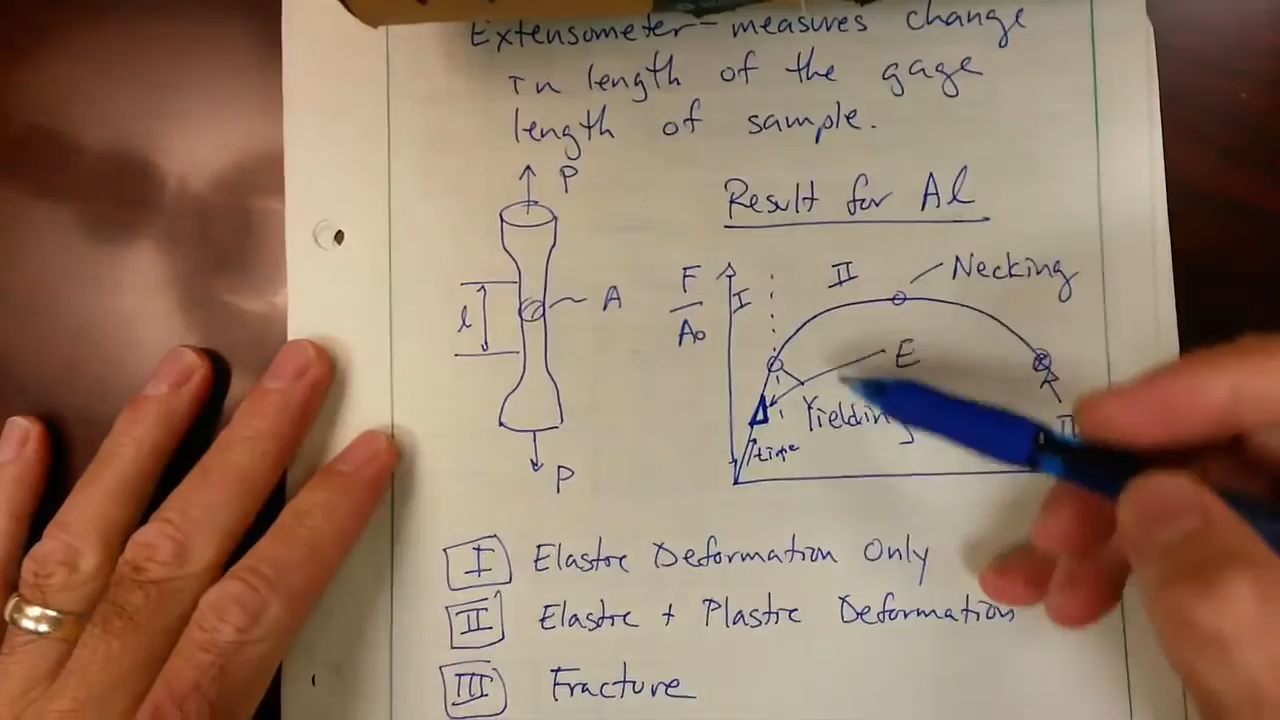 Extensometer - measures change
in length of the gage
length of sample.
P
Result for Al
A
l
P
F
A₀
I
II
Necking
E
Yielding
I Elastic Deformation Only
II Elastic + Plastic Deformation
III Fracture